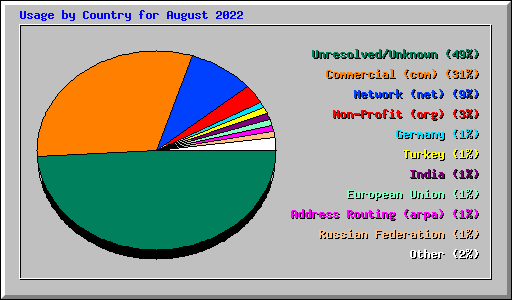 Usage by Country for August 2022
Unresolved/Unknown (49%)
Commercial (com) (31%)
Network (net) (9%)
Non-Profit (org) (3%)
Germany (1%)
Turkey (1%)
India (1%)
European Union (1%)
Address Routing (arpa) (1%)
Russian Federation (1%)
Other (2%)